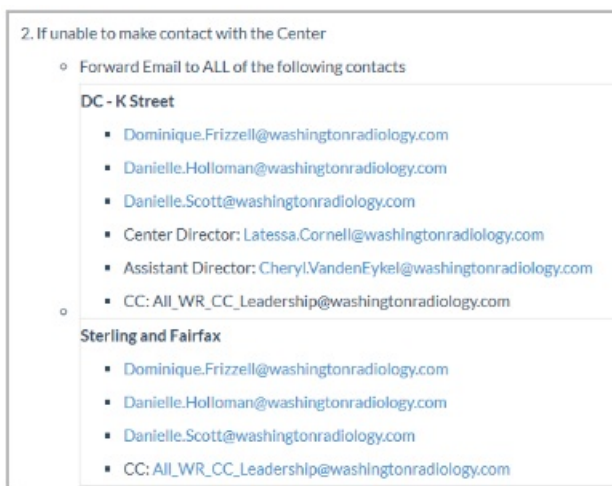 2. If unable to make contact with the Center
Forward Email to ALL of the following contacts
DC - K Street
Dominique.Frizzell@washingtonradiology.com
Danielle.Holloman@washingtonradiology.com
Danielle.Scott@washingtonradiology.com
Center Director: Latessa.Cornell@washingtonradiology.com
Assistant Director: Cheryl.VandenEykel@washingtonradiology.com
CC: All_WR_CC_Leadership@washingtonradiology.com
Sterling and Fairfax
Dominique.Frizzell@washingtonradiology.com
Danielle.Holloman@washingtonradiology.com
Danielle.Scott@washingtonradiology.com
CC: All_WR_CC_Leadership@washingtonradiology.com